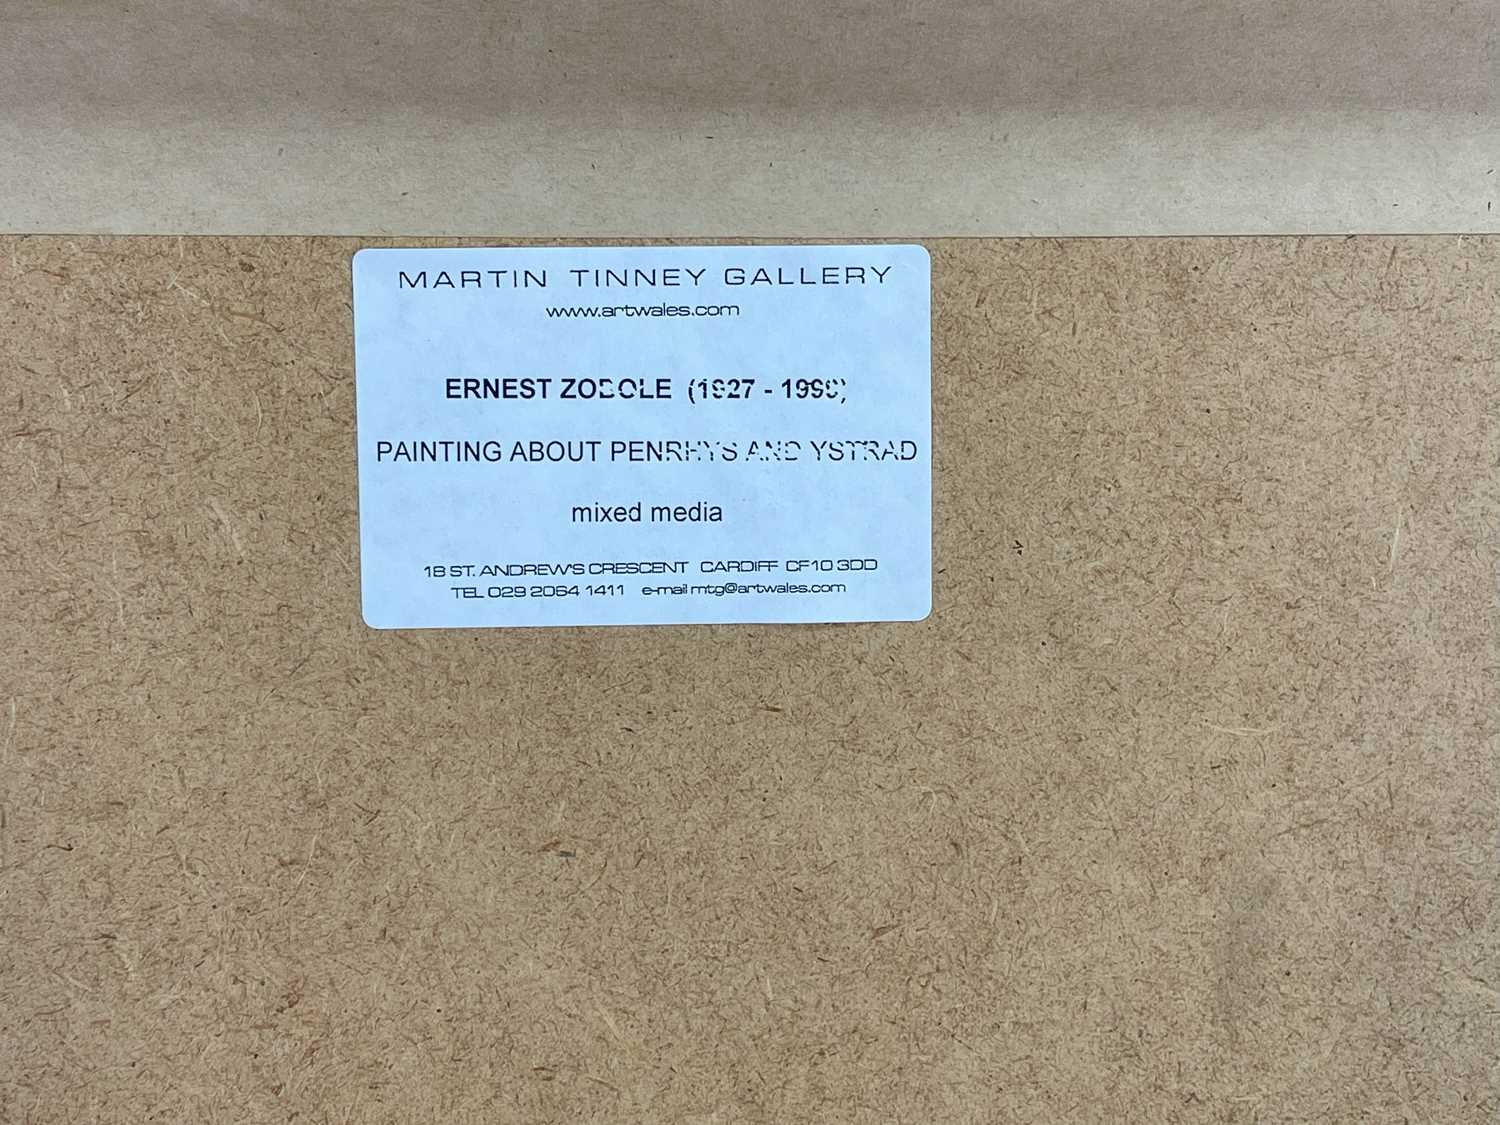 MARTIN TINNEY GALLERY
www.artwales.com
ERNEST ZOBOLE (1927 - 1999)
PAINTING ABOUT PENRHYS AND YSTRAD
mixed media
18 ST. ANDREW'S CRESCENT CARDIFF CF10 3DD
TEL 029 2064 1411 e-mail mtg@artwales.com